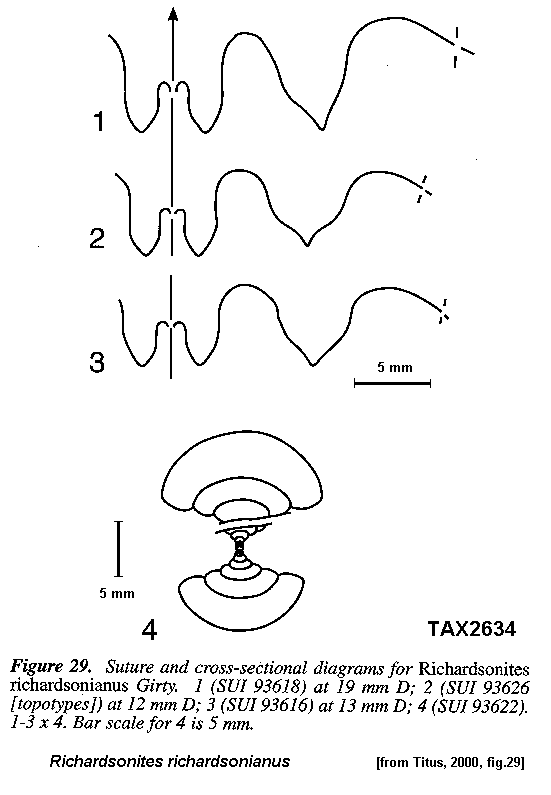 1
2
3
5 mm
5 mm
4
TAX2634
Figure 29. Suture and cross-sectional diagrams for Richardsonites
richardsonianus Girty. 1 (SUI 93618) at 19 mm D; 2 (SUI 93626
[topotypes]) at 12 mm D; 3 (SUI 93616) at 13 mm D; 4 (SUI 93622).
1-3 x 4. Bar scale for 4 is 5 mm.
Richardsonites richardsonianus [from Titus, 2000, fig.29]